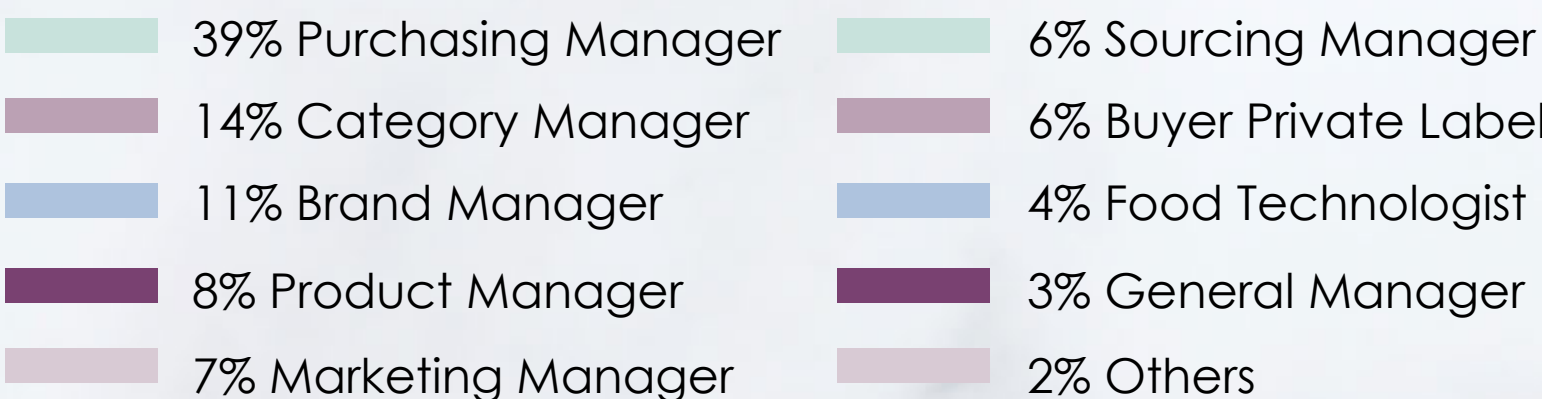 39% Purchasing Manager
14% Category Manager
11% Brand Manager
8% Product Manager
7% Marketing Manager
6% Sourcing Manager
6% Buyer Private Label
4% Food Technologist
3% General Manager
2% Others